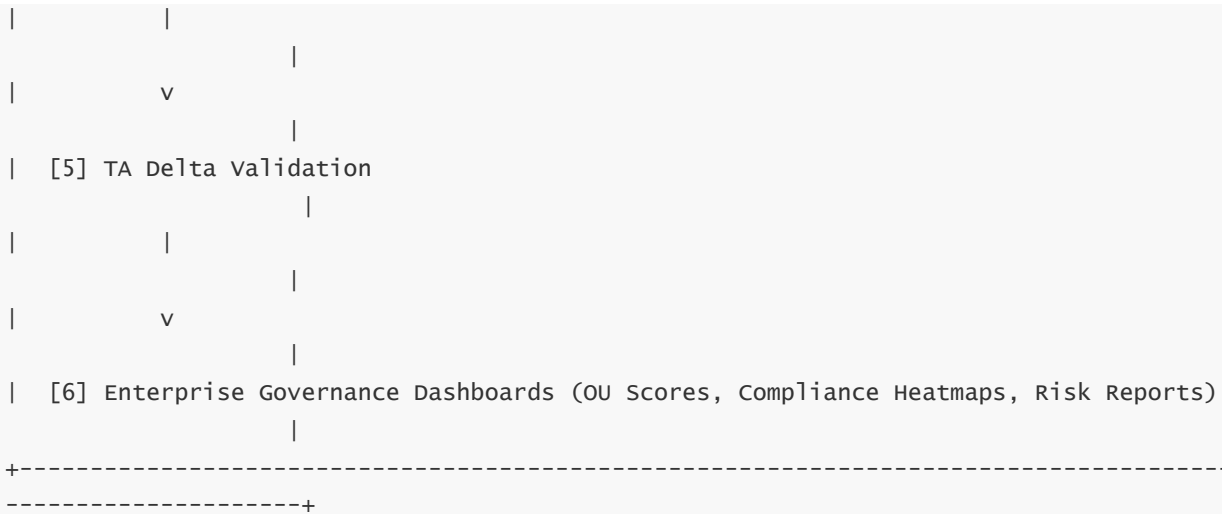 |          |
                    |
|          v
                    |
|  [5] TA Delta Validation
                     |
|          |
                    |
|          v
                    |
|  [6] Enterprise Governance Dashboards (OU Scores, Compliance Heatmaps, Risk Reports)
                    |
+--------------------------------------------------------------------------------------
---------------------+